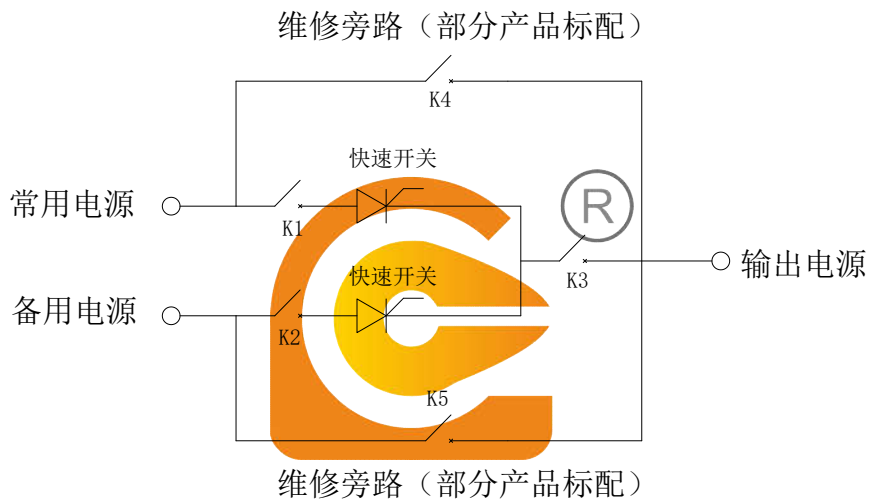 维修旁路（部分产品标配）
K4
快速开关
R
常用电源
K1
输出电源
K3
快速开关
备用电源
K2
K5
维修旁路（部分产品标配）